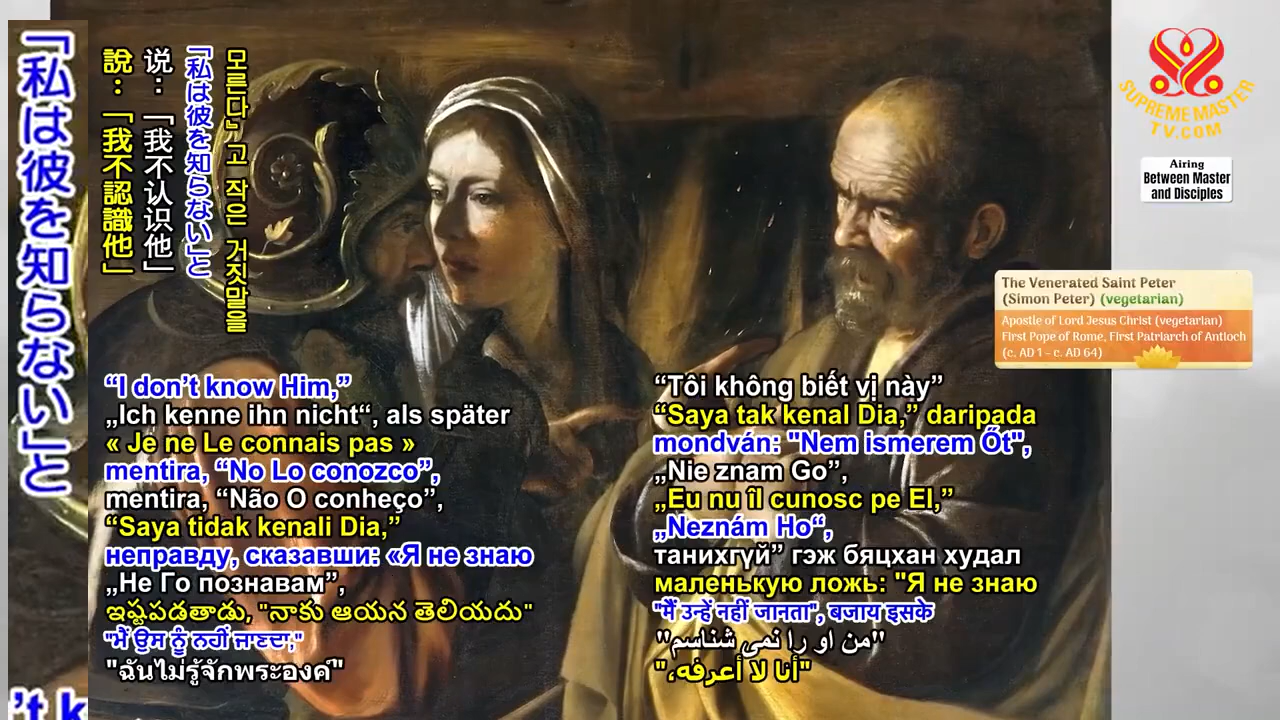 「私は彼を知らない」と
說：「我不認識他」
说：「我不认识他」
「私は彼を知らない」と
모른다』고 작은 거짓말을
“I don’t know Him,”
„Ich kenne ihn nicht“, als später
« Je ne Le connais pas »
mentira, “No Lo conozco”,
mentira, “Não O conheço”,
“Saya tidak kenali Dia,”
неправду, сказавши: «Я не знаю
„Не Го познавам”,
ఇష్టపడతాడు, "నాకు ఆయన తెలియదు"
"ਮੈਂ ਉਸ ਨੂੰ ਨਹੀਂ ਜਾਣਦਾ,"
"ฉันไม่รู้จักพระองค์"
“Tôi không biết vị này”
“Saya tak kenal Dia,” daripada
mondván: "Nem ismerem Őt",
„Nie znam Go”,
„Eu nu îl cunosc pe El,”
„Neznám Ho“,
танихгүй” гэж бяцхан худал
маленькую ложь: "Я не знаю
"मैं उन्हें नहीं जानता", बजाय इसके
"من او را نمی شناسم"
"أنا لا أعرفه،"
SUPREME MASTER
TV.COM
Airing
Between Master
and Disciples
The Venerated Saint Peter
(Simon Peter) (vegetarian)
Apostle of Lord Jesus Christ (vegetarian)
First Pope of Rome, First Patriarch of Antioch
(c. AD 1 – c. AD 64)
’t k